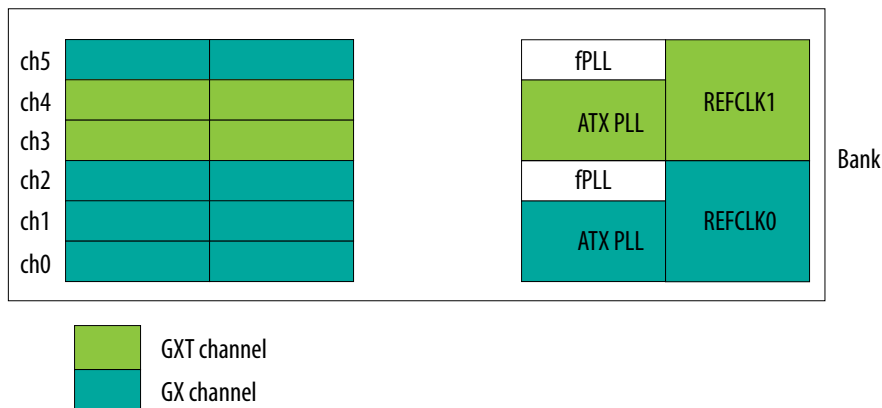 ch5
ch4
ch3
ch2
ch1
ch0
fPLL
ATX PLL
REFCLK1
fPLL
ATX PLL
REFCLK0
Bank
GXT channel
GX channel